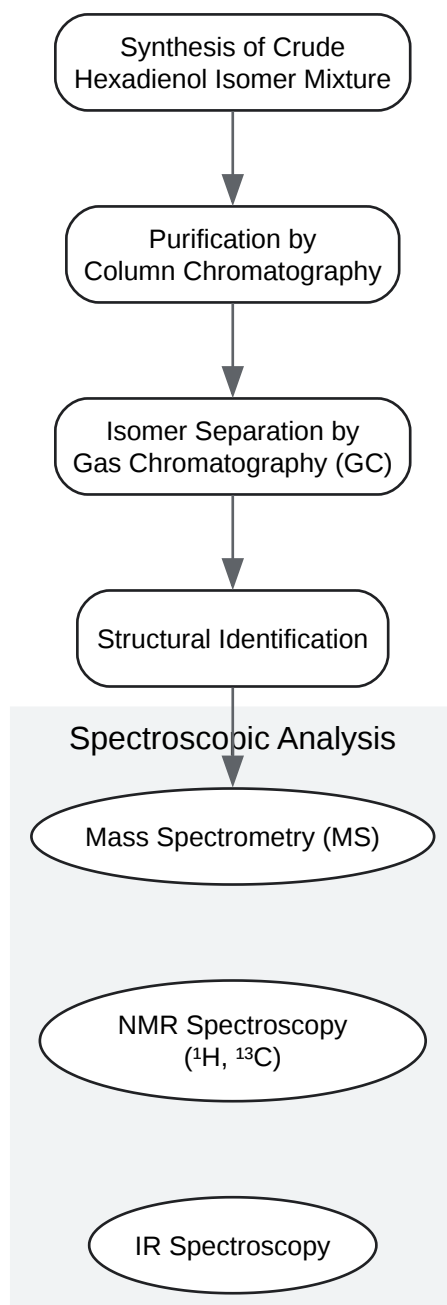 Synthesis of Crude
Hexadienol Isomer Mixture
Purification by
Column Chromatography
Isomer Separation by
Gas Chromatography (GC)
Structural Identification
Spectroscopic Analysis
Mass Spectrometry (MS)
NMR Spectroscopy
(¹H, ¹³C)
IR Spectroscopy